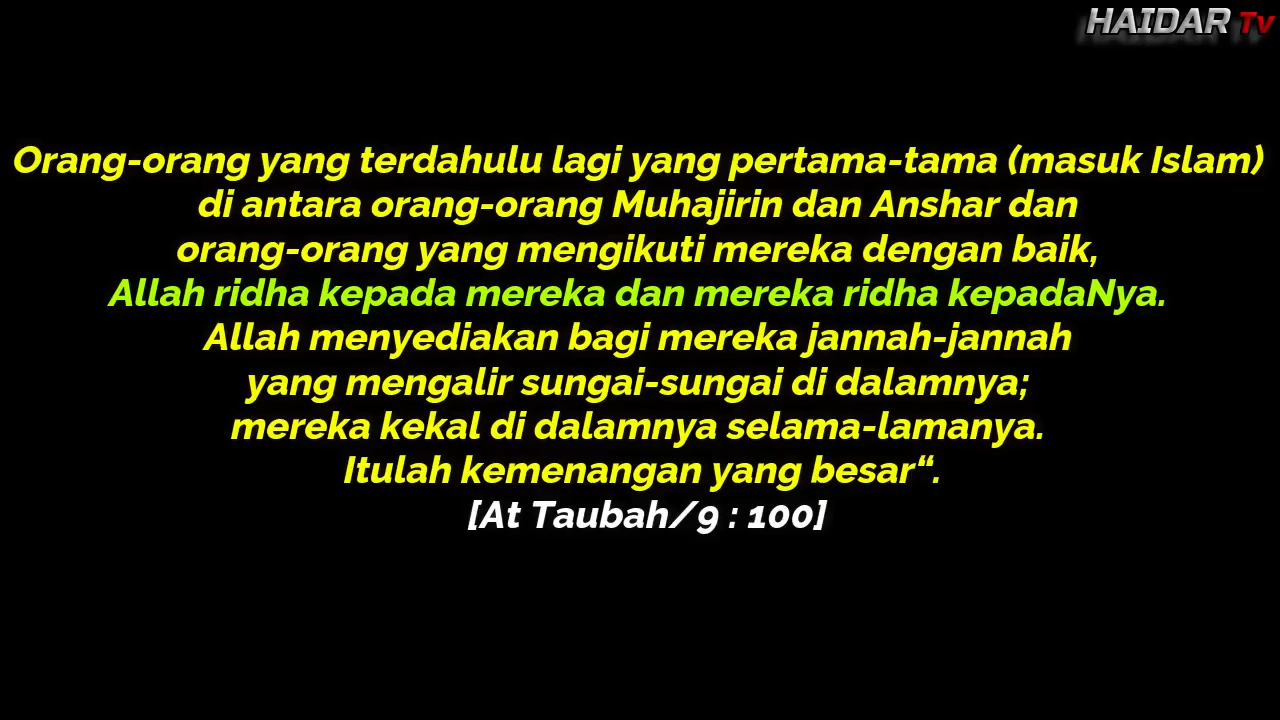 HAIDAR Tv
Orang-orang yang terdahulu lagi yang pertama-tama (masuk Islam)
di antara orang-orang Muhajirin dan Anshar dan
orang-orang yang mengikuti mereka dengan baik,
Allah ridha kepada mereka dan mereka ridha kepadaNya.
Allah menyediakan bagi mereka jannah-jannah
yang mengalir sungai-sungai di dalamnya;
mereka kekal di dalamnya selama-lamanya.
Itulah kemenangan yang besar“.
[At Taubah/9 : 100]